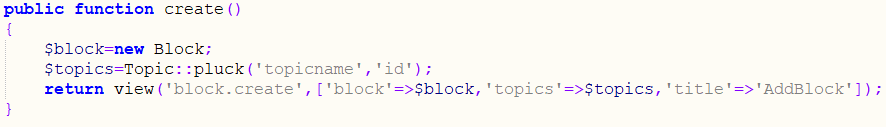 public function create()
{
    $block=new Block;
    $topics=Topic::pluck('topicname','id');
    return view('block.create',['block'=>$block,'topics'=>$topics,'title'=>'AddBlock']);
}